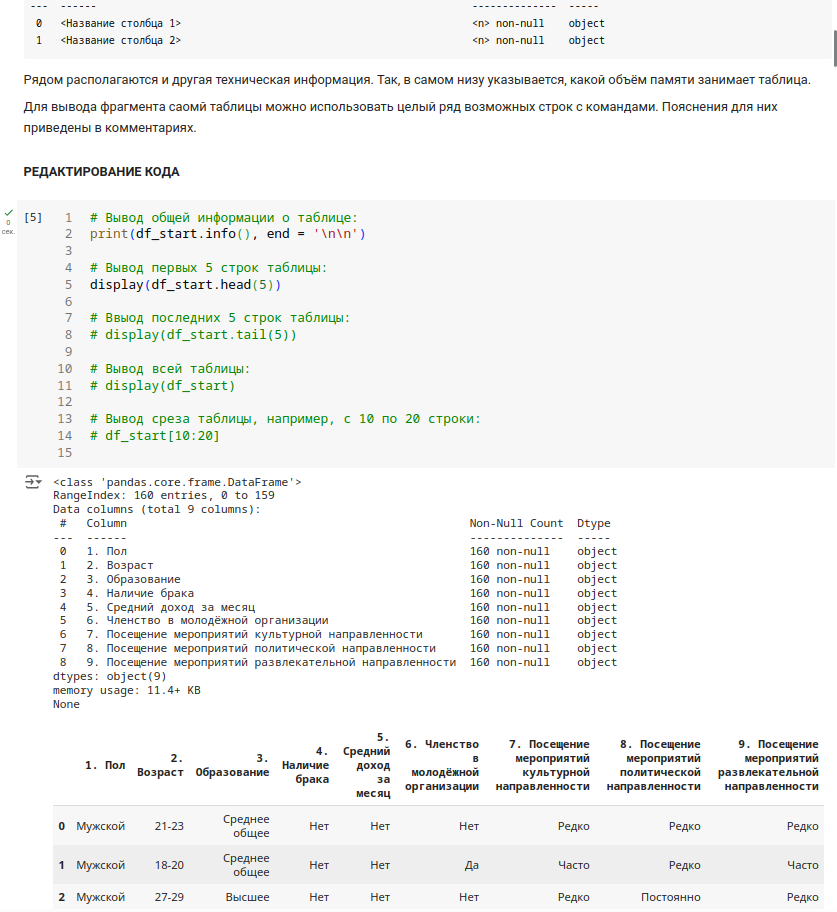 --- ------ -------------- -----
0 <Название столбца 1> <n> non-null object
1 <Название столбца 2> <n> non-null object
Рядом располагаются и другая техническая информация. Так, в самом низу указывается, какой объём памяти занимает таблица.
Для вывода фрагмента саомй таблицы можно использовать целый ряд возможных строк с командами. Пояснения для них
приведены в комментариях.
РЕДАКТИРОВАНИЕ КОДА
0
сек.
[5]
1 # Вывод общей информации о таблице:
2 print(df_start.info(), end = '\n\n')
3
4 # Вывод первых 5 строк таблицы:
5 display(df_start.head(5))
6
7 # Ввыод последних 5 строк таблицы:
8 # display(df_start.tail(5))
9
10 # Вывод всей таблицы:
11 # display(df_start)
12
13 # Вывод среза таблицы, например, с 10 по 20 строки:
14 # df_start[10:20]
15
<class 'pandas.core.frame.DataFrame'>
RangeIndex: 160 entries, 0 to 159
Data columns (total 9 columns):
# Column Non-Null Count Dtype
--- ------ -------------- -----
0 1. Пол 160 non-null object
1 2. Возраст 160 non-null object
2 3. Образование 160 non-null object
3 4. Наличие брака 160 non-null object
4 5. Средний доход за месяц 160 non-null object
5 6. Членство в молодёжной организации 160 non-null object
6 7. Посещение мероприятий культурной направленности 160 non-null object
7 8. Посещение мероприятий политической направленности 160 non-null object
8 9. Посещение мероприятий развлекательной направленности 160 non-null object
dtypes: object(9)
memory usage: 11.4+ KB
None
1. Пол
2.
Возраст
3.
Образование
4.
Наличие
брака
5.
Средний
доход
за
месяц
6. Членство
в
молодёжной
организации
7. Посещение
мероприятий
культурной
направленности
8. Посещение
мероприятий
политической
направленности
9. Посещение
мероприятий
развлекательной
направленности
0 Мужской 21-23 Среднее общее Нет Нет Нет Редко Редко Редко
1 Мужской 18-20 Среднее общее Нет Нет Да Часто Редко Часто
2 Мужской 27-29 Высшее Нет Нет Нет Редко Постоянно Редко